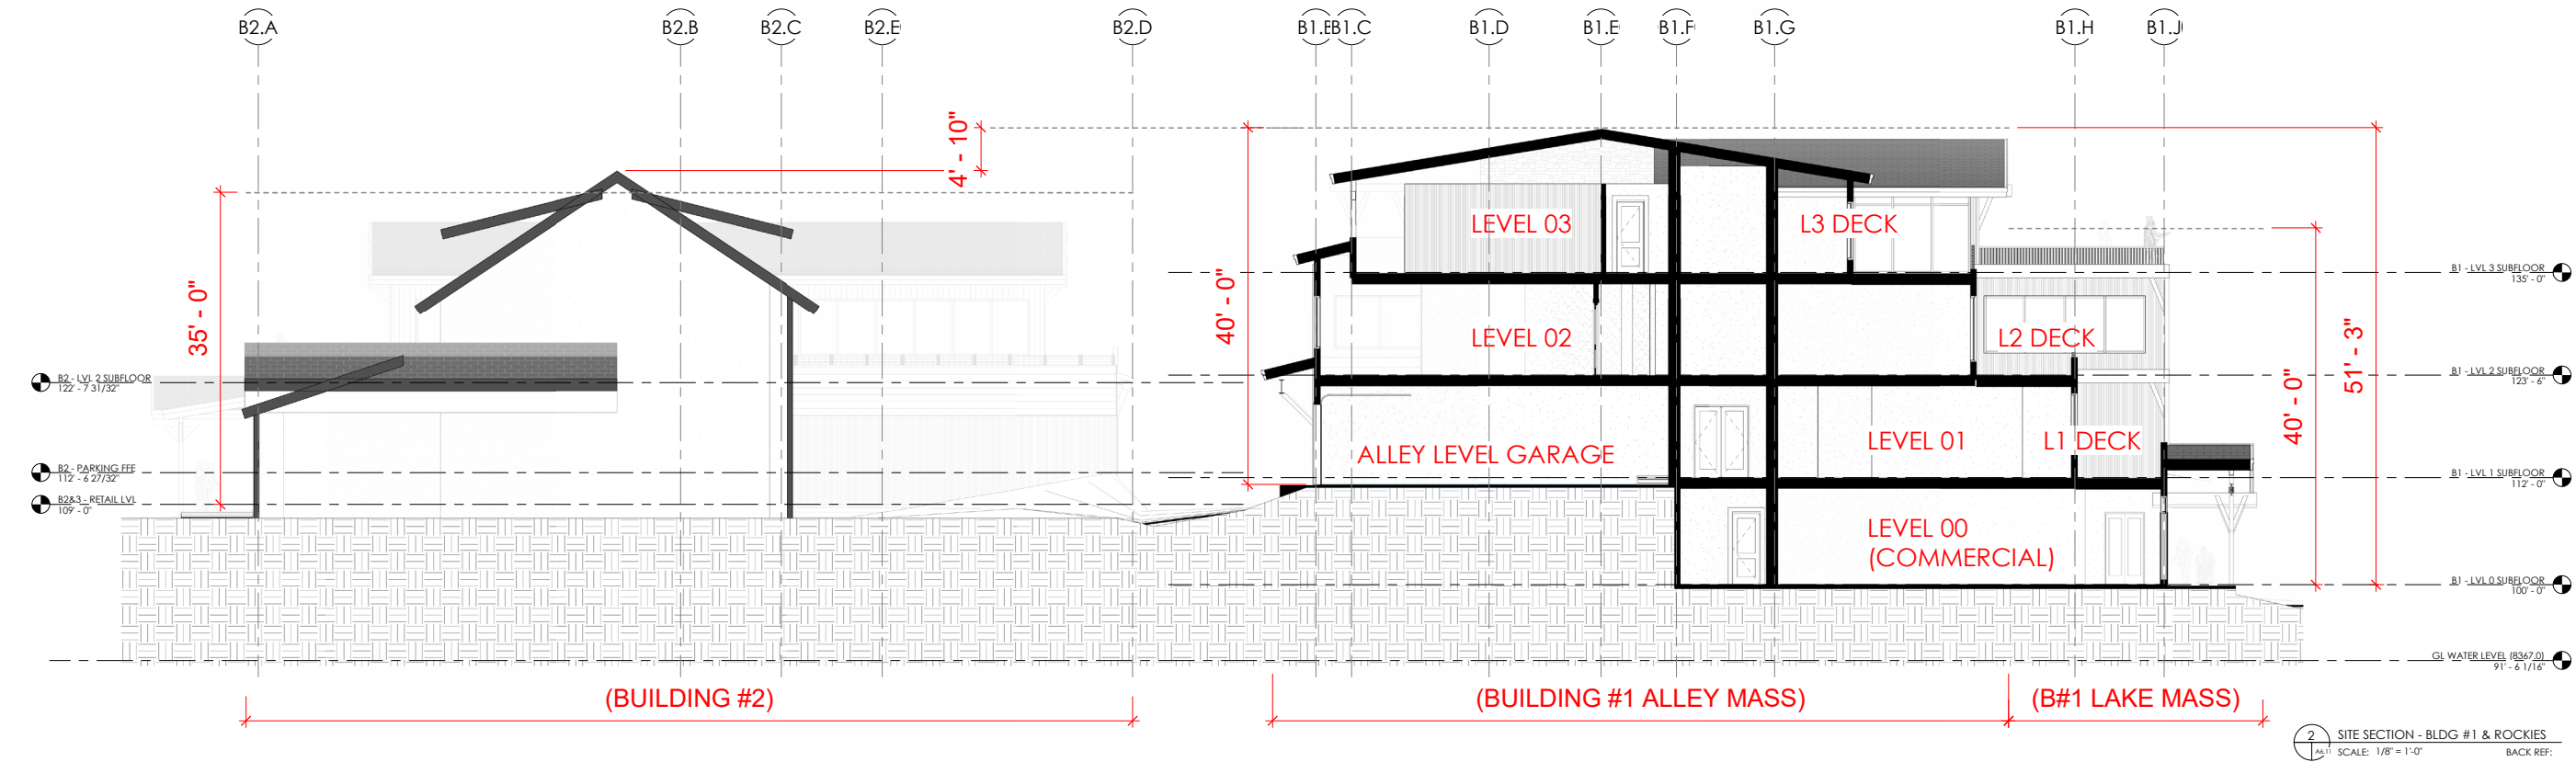 B2.A
B2.B
B2.C
B2.E
B2.D
B1.E
B1.C
B1.D
B1.E
B1.F
B1.G
B1.H
B1.J
4' - 10"
35' - 0"
40' - 0"
LEVEL 03
L3 DECK
B1 - LVL 3 SUBFLOOR
135' - 0"
LEVEL 02
L2 DECK
51' - 3"
40' - 0"
B2 - LVL 2 SUBFLOOR
122' - 7 31/32"
B1 - LVL 2 SUBFLOOR
123' - 6"
ALLEY LEVEL GARAGE
LEVEL 01
L1 DECK
B2 - PARKING FFE
112' - 6 27/32"
B1 - LVL 1 SUBFLOOR
112' - 0"
B2&3 - RETAIL LVL
109' - 0"
LEVEL 00
(COMMERCIAL)
B1 - LVL 0 SUBFLOOR
100' - 0"
GL WATER LEVEL (8367.0)
91' - 6 1/16"
(BUILDING #2)
(BUILDING #1 ALLEY MASS)
(B#1 LAKE MASS)
2
A6.11
SITE SECTION - BLDG #1 & ROCKIES
SCALE: 1/8" = 1'-0"
BACK REF: